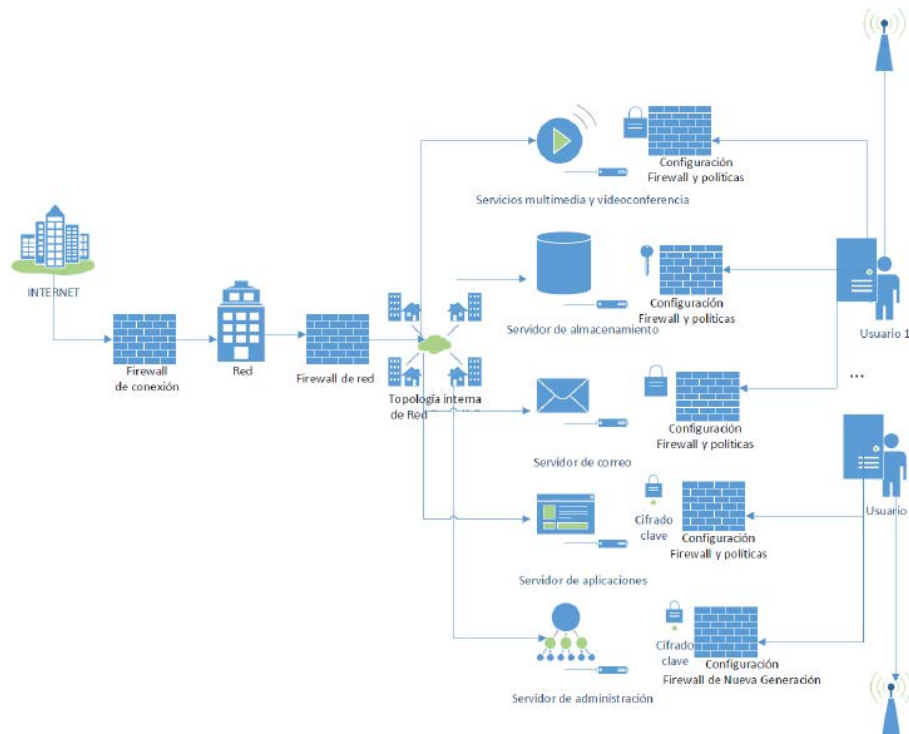 Configuración
Firewall y políticas
Servicios multimedia y videoconferencia
INTERNET
Configuración
Firewall y políticas
Servidor de almacenamiento
Usuario 1
Firewall
de conexión
Red
Firewall de red
...
Topología interna
de Red
Configuración
Firewall y políticas
Servidor de correo
Usuario
Cifrado
clave
Configuración
Firewall y políticas
Servidor de aplicaciones
Cifrado
clave
Configuración
Firewall de Nueva Generación
Servidor de administración